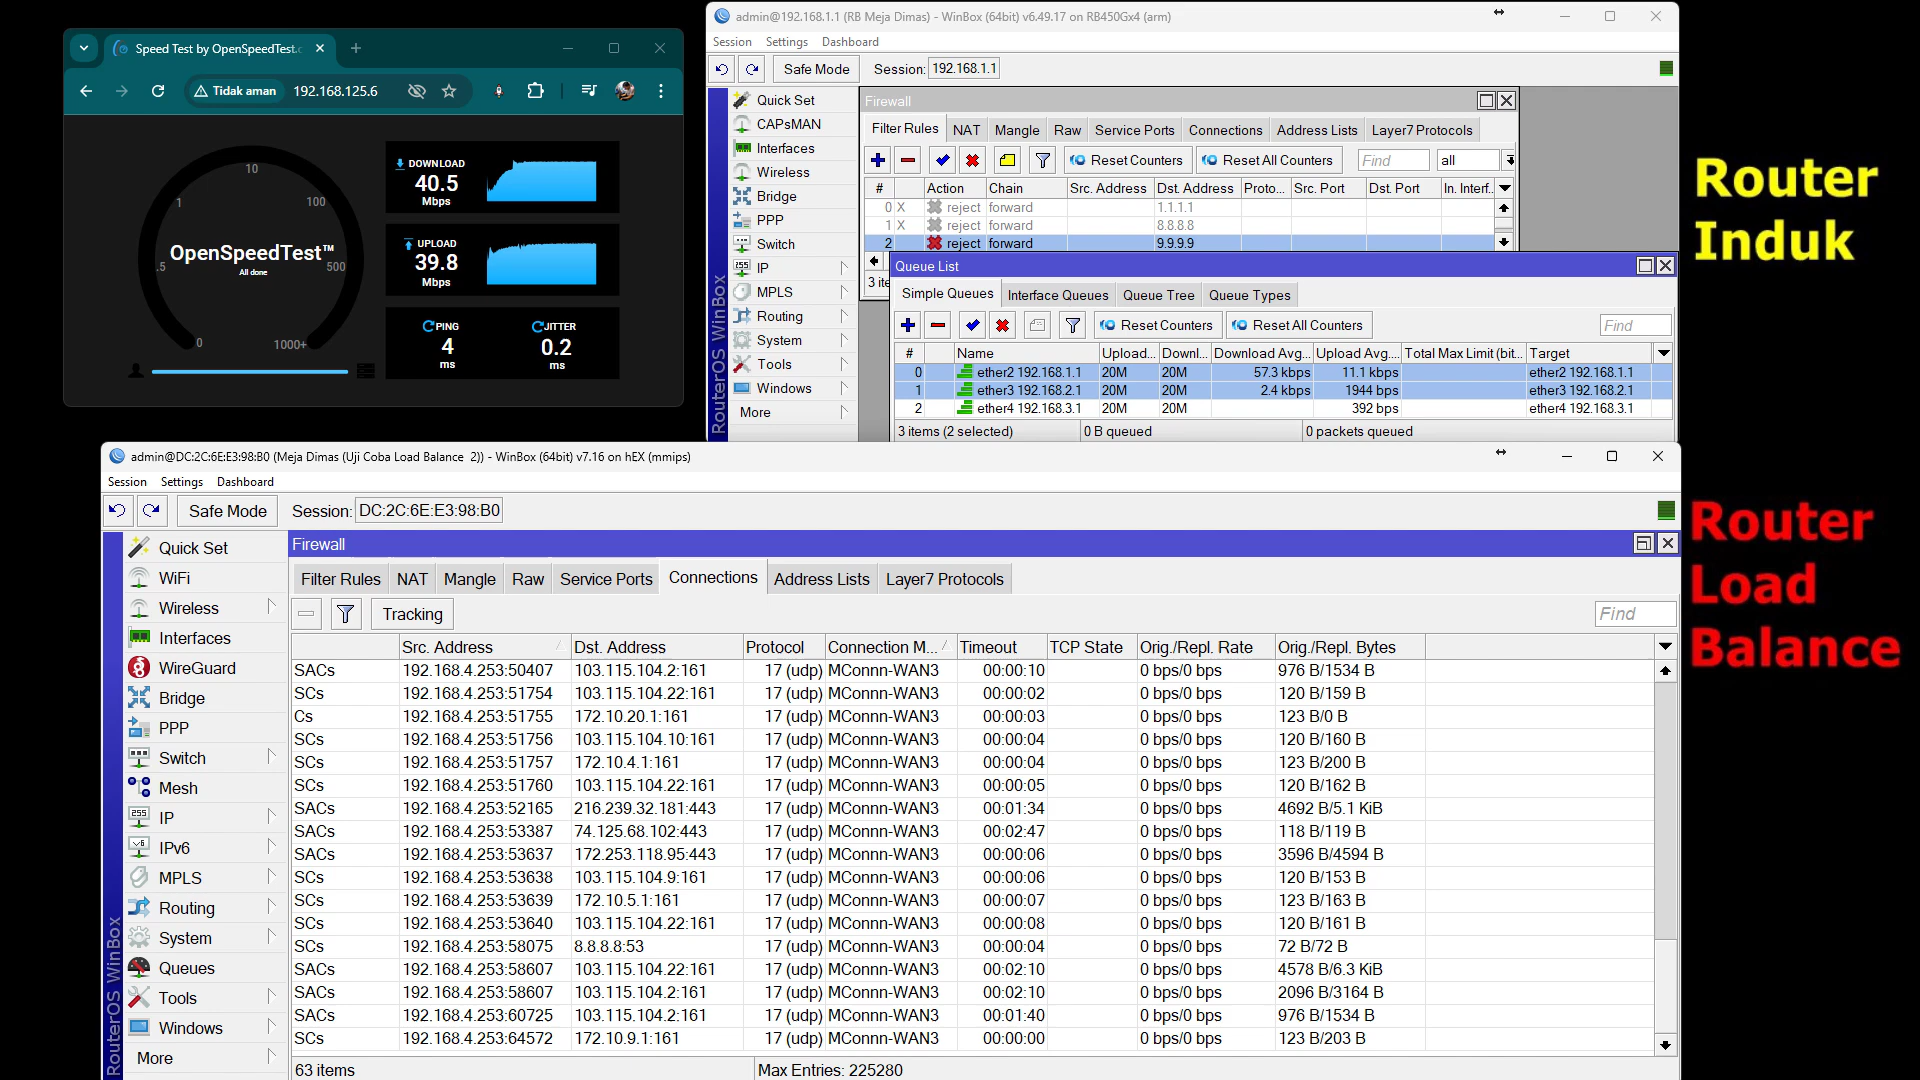 Speed Test by OpenSpeedTest.c
Tidak aman 192.168.125.6
10
1
100
.5
500
OpenSpeedTest™
All done
0
1000+
DOWNLOAD
40.5
Mbps
UPLOAD
39.8
Mbps
PING
4
ms
JITTER
0.2
ms
admin@192.168.1.1 (RB Meja Dimas) - WinBox (64bit) v6.49.17 on RB450Gx4 (arm)
Session Settings Dashboard
Safe Mode Session: 192.168.1.1
RouterOS WinBox
Quick Set
CAPsMAN
Interfaces
Wireless
Bridge
PPP
Switch
IP
MPLS
Routing
System
Tools
Windows
More
Firewall
Filter Rules NAT Mangle Raw Service Ports Connections Address Lists Layer7 Protocols
Reset Counters Reset All Counters Find all
# Action Chain Src. Address Dst. Address Proto... Src. Port Dst. Port In. Interf..
0 X reject forward 1.1.1.1
1 X reject forward 8.8.8.8
2 reject forward 9.9.9.9
3 ite
Queue List
Simple Queues Interface Queues Queue Tree Queue Types
Reset Counters Reset All Counters Find
# Name Upload... Downl... Download Avg... Upload Avg.... Total Max Limit (bit... Target
0 ether2 192.168.1.1 20M 20M 57.3 kbps 11.1 kbps ether2 192.168.1.1
1 ether3 192.168.2.1 20M 20M 2.4 kbps 1944 bps ether3 192.168.2.1
2 ether4 192.168.3.1 20M 20M 392 bps ether4 192.168.3.1
3 items (2 selected) 0 B queued 0 packets queued
Router
Induk
admin@DC:2C:6E:E3:98:B0 (Meja Dimas (Uji Coba Load Balance 2)) - WinBox (64bit) v7.16 on hEX (mmips)
Session Settings Dashboard
Safe Mode Session: DC:2C:6E:E3:98:B0
RouterOS WinBox
Quick Set
WiFi
Wireless
Interfaces
WireGuard
Bridge
PPP
Switch
Mesh
IP
IPv6
MPLS
Routing
System
Queues
Tools
Windows
More
Firewall
Filter Rules NAT Mangle Raw Service Ports Connections Address Lists Layer7 Protocols
Tracking Find
Src. Address Dst. Address Protocol Connection M... Timeout TCP State Orig./Repl. Rate Orig./Repl. Bytes
SACs 192.168.4.253:50407 103.115.104.2:161 17 (udp) MConnn-WAN3 00:00:10 0 bps/0 bps 976 B/1534 B
SCs 192.168.4.253:51754 103.115.104.22:161 17 (udp) MConnn-WAN3 00:00:02 0 bps/0 bps 120 B/159 B
Cs 192.168.4.253:51755 172.10.20.1:161 17 (udp) MConnn-WAN3 00:00:03 0 bps/0 bps 123 B/0 B
SCs 192.168.4.253:51756 103.115.104.10:161 17 (udp) MConnn-WAN3 00:00:04 0 bps/0 bps 120 B/160 B
SCs 192.168.4.253:51757 172.10.4.1:161 17 (udp) MConnn-WAN3 00:00:04 0 bps/0 bps 123 B/200 B
SCs 192.168.4.253:51760 103.115.104.22:161 17 (udp) MConnn-WAN3 00:00:05 0 bps/0 bps 120 B/162 B
SACs 192.168.4.253:52165 216.239.32.181:443 17 (udp) MConnn-WAN3 00:01:34 0 bps/0 bps 4692 B/5.1 KiB
SACs 192.168.4.253:53387 74.125.68.102:443 17 (udp) MConnn-WAN3 00:02:47 0 bps/0 bps 118 B/119 B
SACs 192.168.4.253:53637 172.253.118.95:443 17 (udp) MConnn-WAN3 00:00:06 0 bps/0 bps 3596 B/4594 B
SCs 192.168.4.253:53638 103.115.104.9:161 17 (udp) MConnn-WAN3 00:00:06 0 bps/0 bps 120 B/153 B
SCs 192.168.4.253:53639 172.10.5.1:161 17 (udp) MConnn-WAN3 00:00:07 0 bps/0 bps 123 B/163 B
SCs 192.168.4.253:53640 103.115.104.22:161 17 (udp) MConnn-WAN3 00:00:08 0 bps/0 bps 120 B/161 B
SCs 192.168.4.253:58075 8.8.8.8:53 17 (udp) MConnn-WAN3 00:00:04 0 bps/0 bps 72 B/72 B
SACs 192.168.4.253:58607 103.115.104.22:161 17 (udp) MConnn-WAN3 00:02:10 0 bps/0 bps 4578 B/6.3 KiB
SACs 192.168.4.253:58607 103.115.104.2:161 17 (udp) MConnn-WAN3 00:02:10 0 bps/0 bps 2096 B/3164 B
SACs 192.168.4.253:60725 103.115.104.2:161 17 (udp) MConnn-WAN3 00:01:40 0 bps/0 bps 976 B/1534 B
SCs 192.168.4.253:64572 172.10.9.1:161 17 (udp) MConnn-WAN3 00:00:00 0 bps/0 bps 123 B/203 B
63 items Max Entries: 225280
Router
Load
Balance